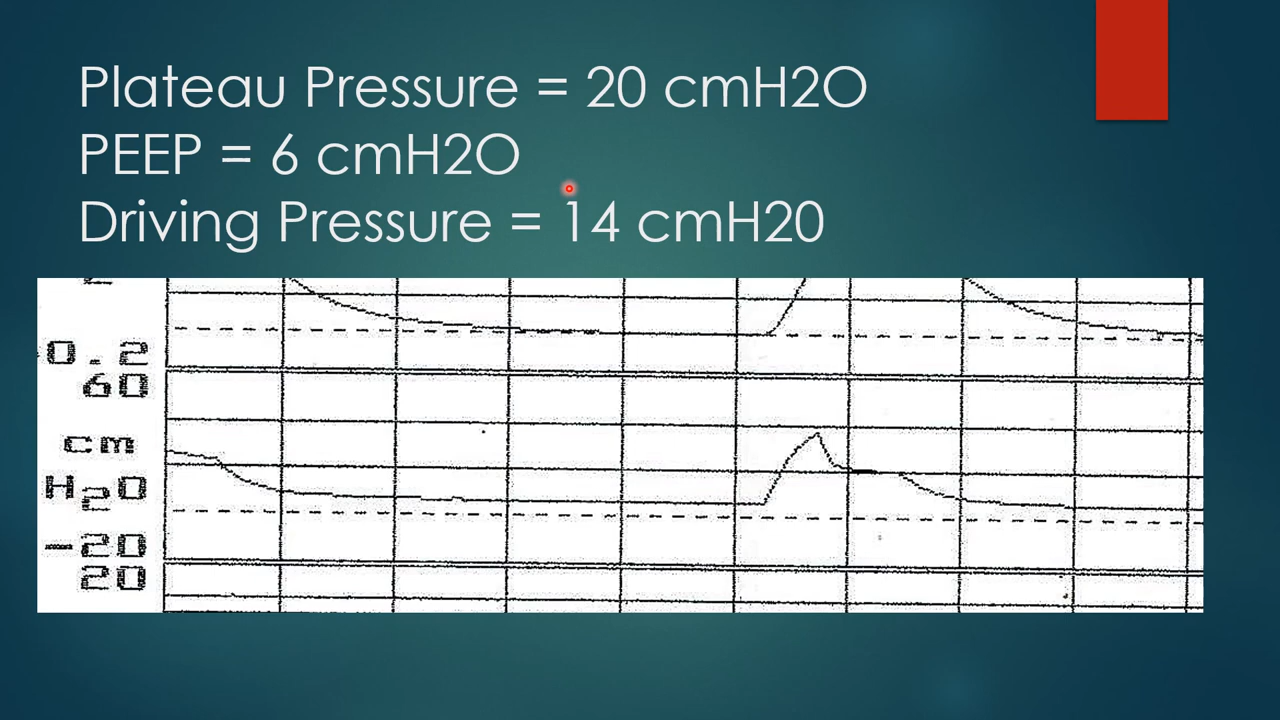 Plateau Pressure = 20 cmH2O
PEEP = 6 cmH2O
Driving Pressure = 14 cmH20
0.2
60
cm
H2O
-20
20